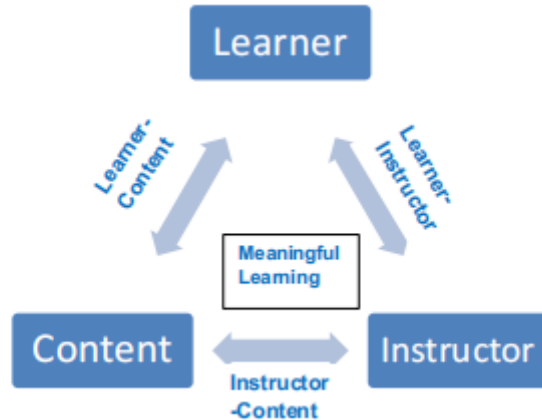 Learner
Learner-
Content
Learner-
Instructor
Meaningful
Learning
Content
Instructor
Instructor
-Content